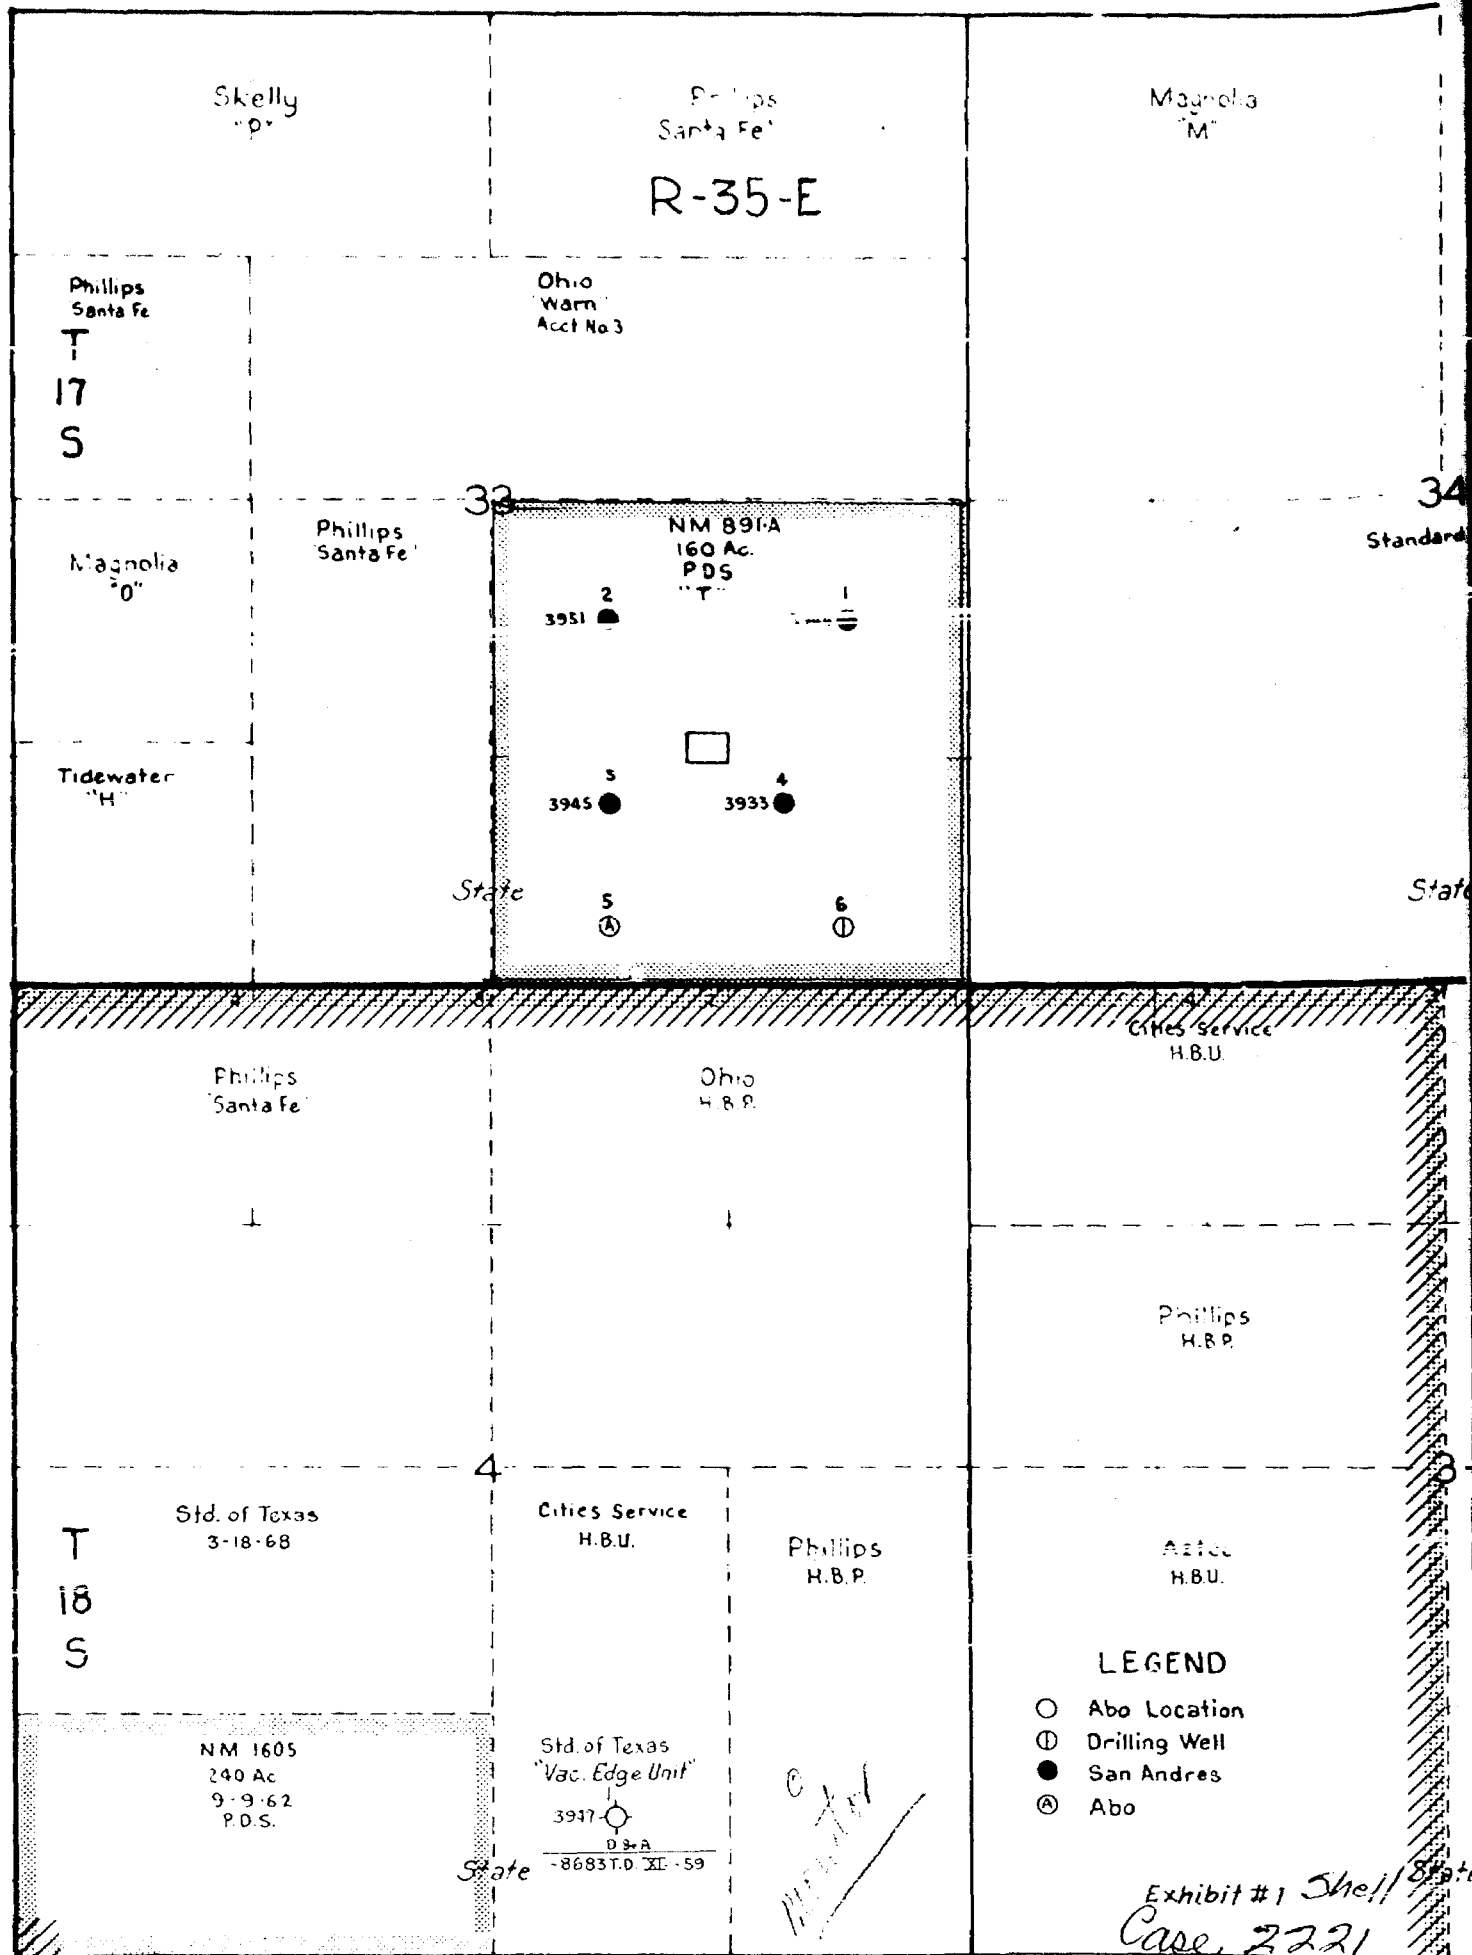 Skelly
"P"
Phillips
Santa Fe'
Magnolia
"M"
R-35-E
Phillips
Santa Fe
T
17
S
Ohio
'Warn'
Acct No 3
33
34
Magnolia
"O"
Phillips
'Santa Fe'
NM 891-A
160 Ac.
PDS
"T"
Standard
2
3951
1
Tidewater
"H"
3945
4
3933
State
State
5
A
6
Cities Service
H.B.U.
Phillips
'Santa Fe'
Ohio
H.B.P.
Phillips
H.B.P.
4
3
T
18
S
Std. of Texas
3-18-68
Cities Service
H.B.U.
Phillips
H.B.P.
Aztec
H.B.U.
NM 1605
240 Ac
9-9-62
P.D.S.
Std. of Texas
"Vac. Edge Unit"
1
3947
D & A
-8683 T.D. XI-59
State
LEGEND
Abo Location
Drilling Well
San Andres
A Abo
Exhibit #1 Shell State
Case 2221